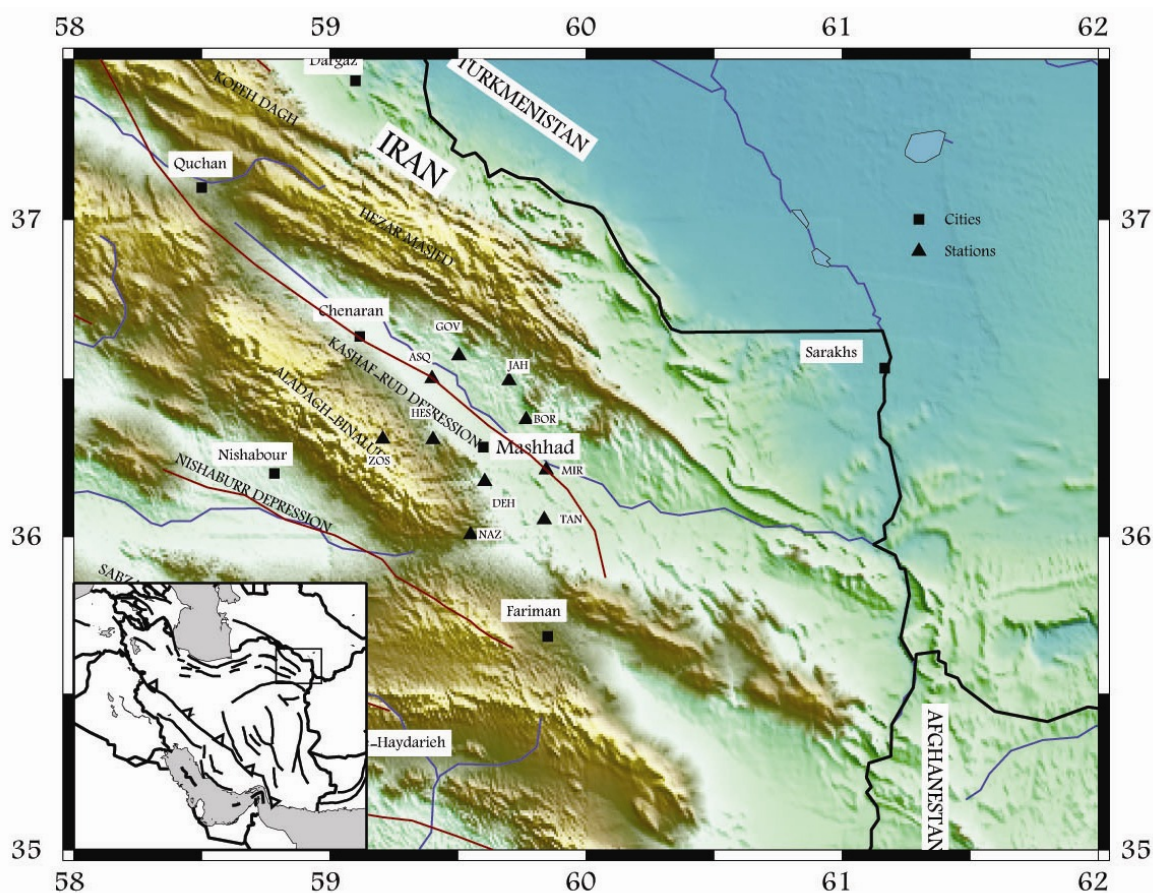 58 59 60 61 62
Dargaz
TURKMENISTAN
KOPEH DAGH
IRAN
Quchan
37 37
Cities
HEZAR MASJED
Stations
Chenaran
GOV
ASQ
JAH
Sarakhs
KASHAF-RUD DEPRESSION
ALADAGH-BINALUD
HES
BOR
Mashhad
Nishabour
ZOS
MIR
NISHABURR DEPRESSION
DEH
TAN
NAZ
36 36
SABZ
Fariman
-Haydarieh
AFGHANESTAN
35 35
58 59 60 61 62